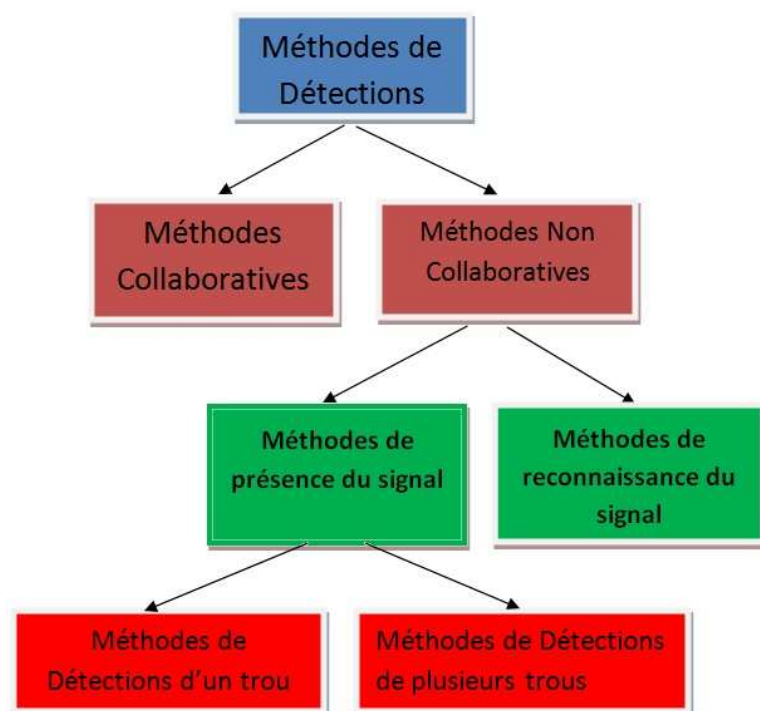 Méthodes de
Détections
Méthodes
Collaboratives
Méthodes Non
Collaboratives
Méthodes de
présence du signal
Méthodes de
reconnaissance du
signal
Méthodes de
Détections d'un trou
Méthodes de Détections
de plusieurs trous